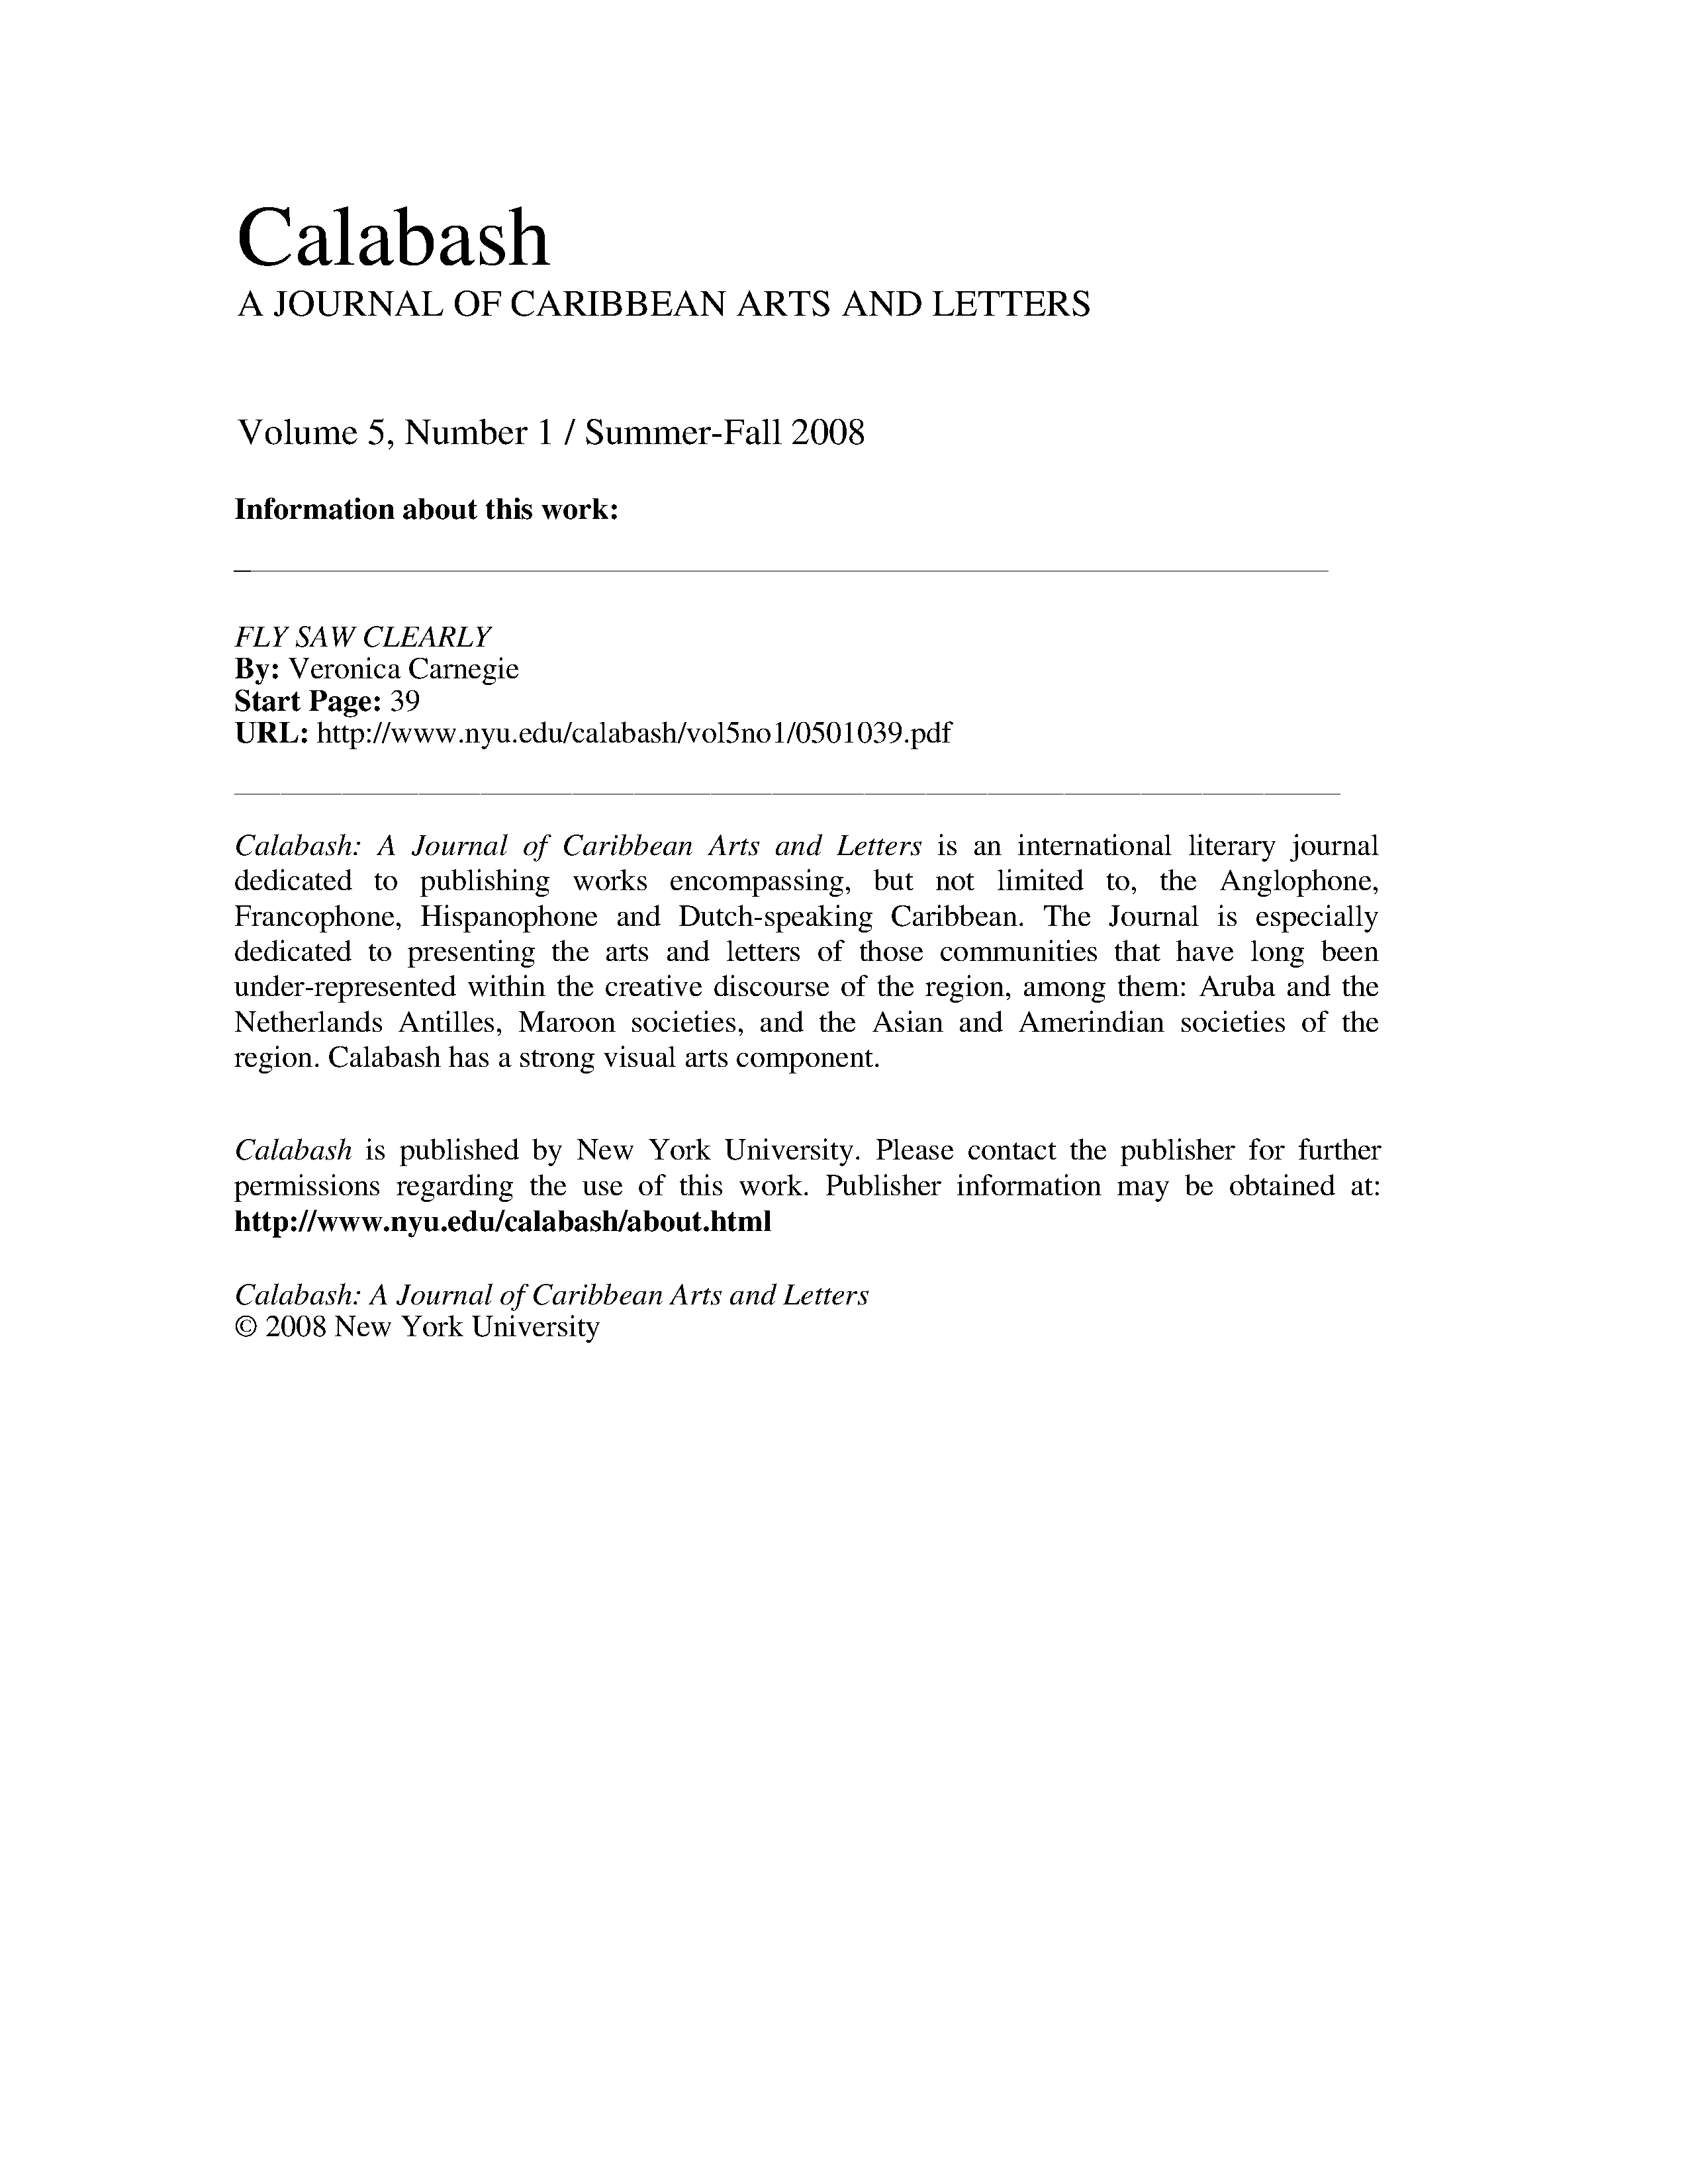 Calabash
A JOURNAL OF CARIBBEAN ARTS AND LETTERS
Volume 5, Number 1 / Summer-Fall 2008
Information about this work:
FLY SAW CLEARLY
By: Veronica Carnegie
Start Page: 39
URL: http://www.nyu.edu/calabash/vol5no1/0501039.pdf
Calabash: A Journal of Caribbean Arts and Letters is an international literary journal
dedicated to publishing works encompassing, but not limited to, the Anglophone,
Francophone, Hispanophone and Dutch-speaking Caribbean. The Journal is especially
dedicated to presenting the arts and letters of those communities that have long been
under-represented within the creative discourse of the region, among them: Aruba and the
Netherlands Antilles, Maroon societies, and the Asian and Amerindian societies of the
region. Calabash has a strong visual arts component.
Calabash is published by New York University. Please contact the publisher for further
permissions regarding the use of this work. Publisher information may be obtained at:
http://www.nyu.edu/calabash/about.html
Calabash: A Journal of Caribbean Arts and Letters
© 2008 New York University